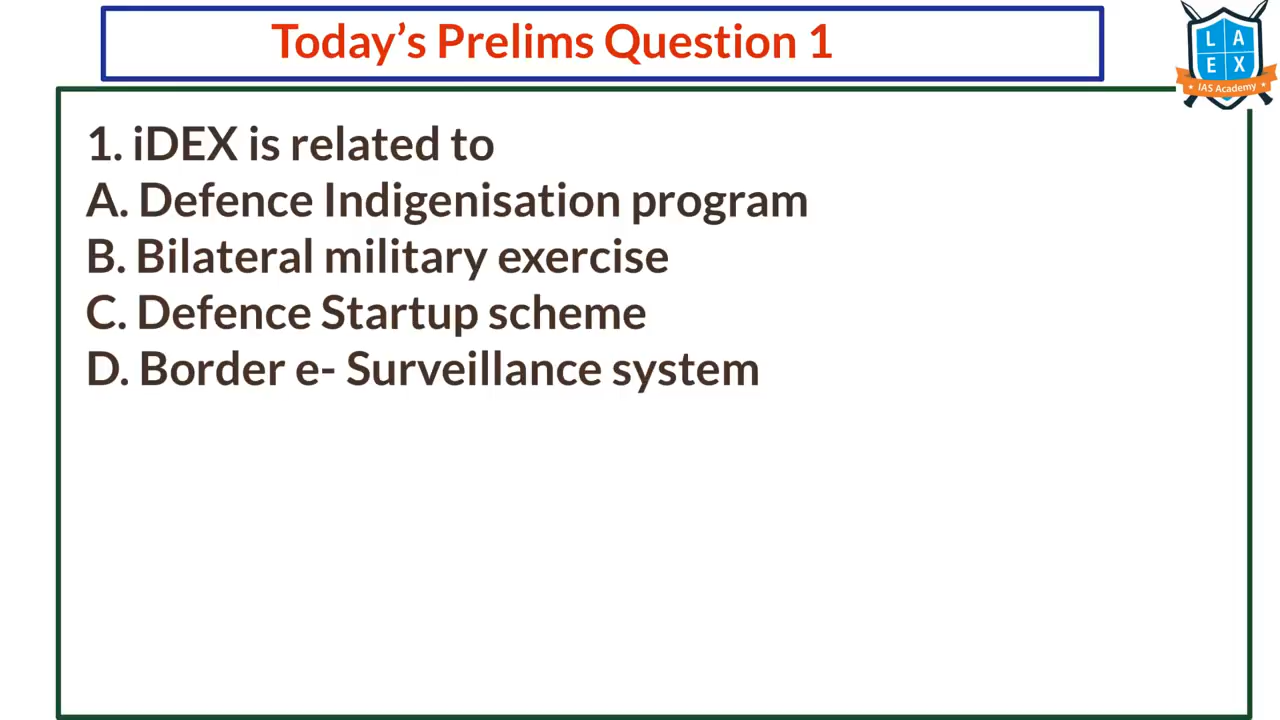 Today's Prelims Question 1
L A
E X
IAS Academy
1. iDEX is related to
A. Defence Indigenisation program
B. Bilateral military exercise
C. Defence Startup scheme
D. Border e- Surveillance system